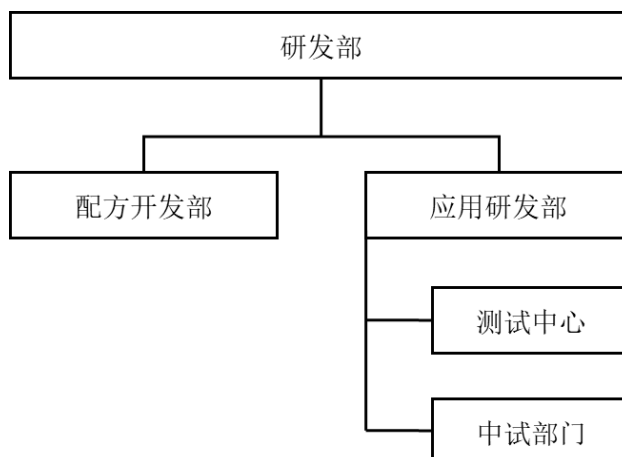 研发部
配方开发部
应用研发部
测试中心
中试部门